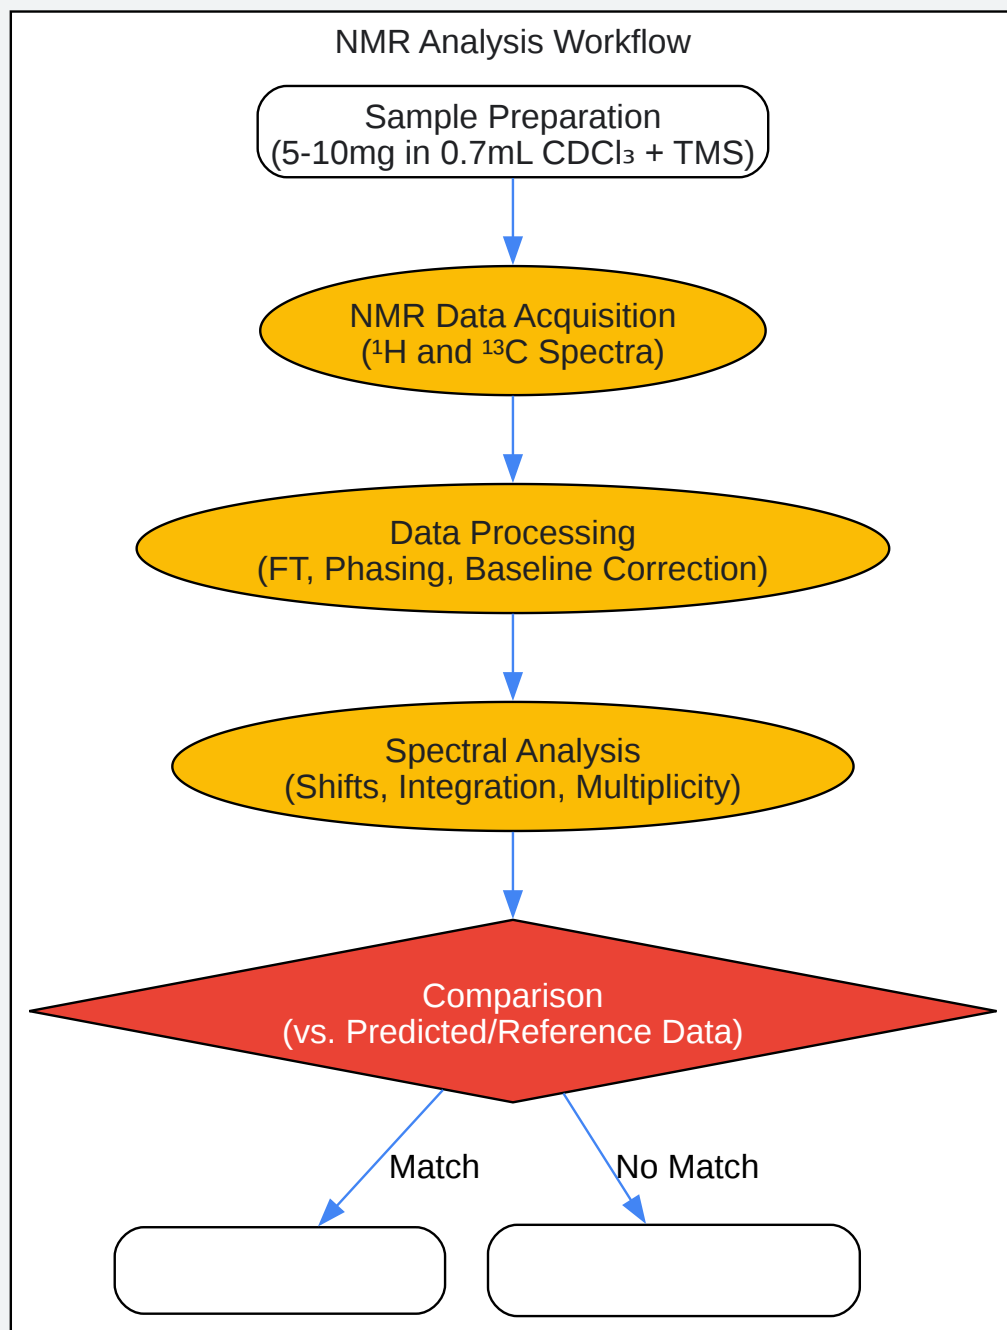 NMR Analysis Workflow
Sample Preparation
(5-10mg in 0.7mL CDCl₃ + TMS)
NMR Data Acquisition
(¹H and ¹³C Spectra)
Data Processing
(FT, Phasing, Baseline Correction)
Spectral Analysis
(Shifts, Integration, Multiplicity)
Comparison
(vs. Predicted/Reference Data)
Match
No Match